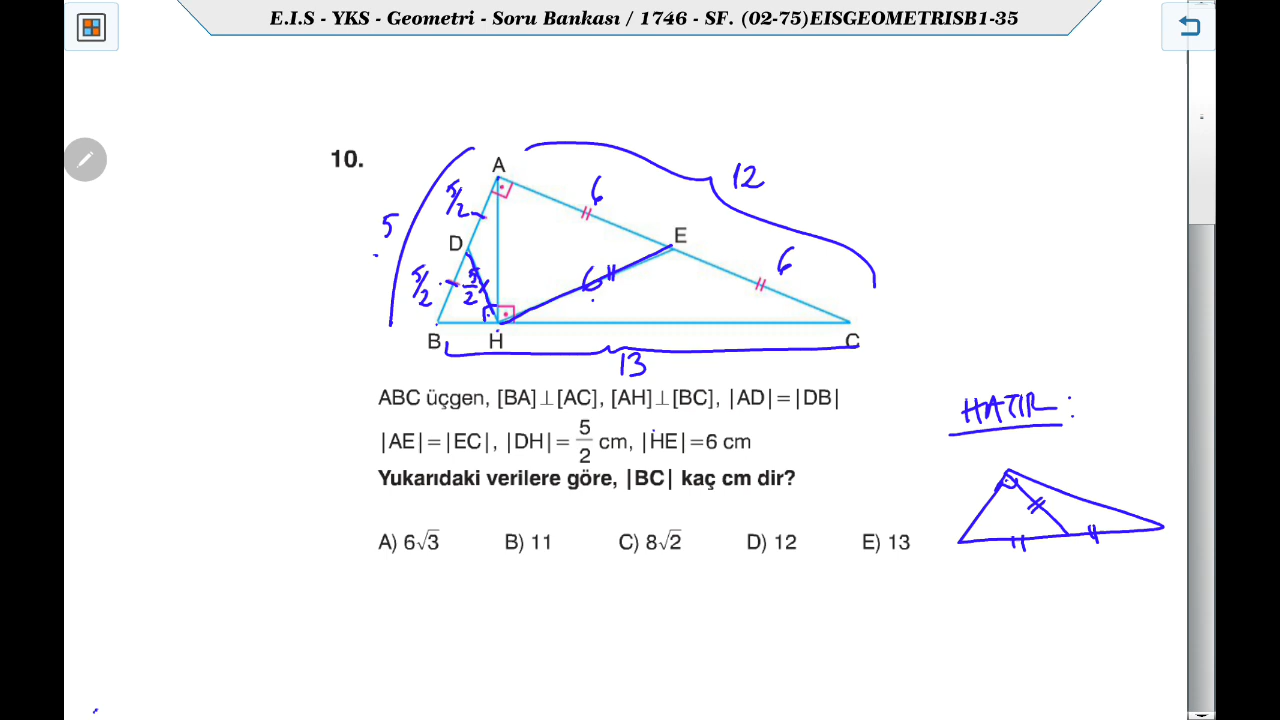 E.I.S - YKS - Geometri - Soru Bankası / 1746 - SF. (02-75)EISGEOMETRISB1-35
10.
A
12
6
5/2
5
D
E
6
5/2
5/2
6
B
H
C
13
ABC üçgen, [BA]⊥[AC], [AH]⊥[BC], |AD|=|DB|
|AE|=|EC|, |DH|= 5/2 cm, |HE|=6 cm
Yukarıdaki verilere göre, |BC| kaç cm dir?
A) 6√3 B) 11 C) 8√2 D) 12 E) 13
HATIR :